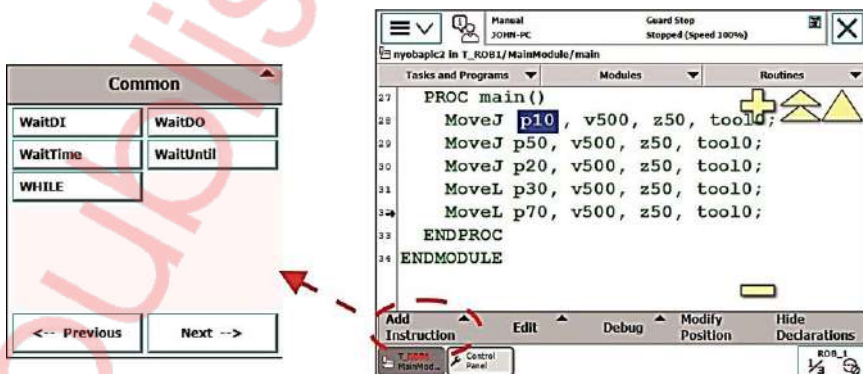 Common
WaitDI WaitDO
WaitTime WaitUntil
WHILE
<-- Previous Next -->
Manual Guard Stop
JOHN-PC Stopped (Speed 100%)
nyobapic2 in T_ROB1/MainModule/main
Tasks and Programs Modules Routines
27 PROC main()
28 MoveJ p10 , v500, z50, tool0;
29 MoveJ p50, v500, z50, tool0;
30 MoveJ p20, v500, z50, tool0;
31 MoveL p30, v500, z50, tool0;
32 MoveL p70, v500, z50, tool0;
33 ENDPROC
34 ENDMODULE
Add Instruction Edit Debug Modify Position Hide Declarations
T_ROB1 MainMod... Control Panel ROB_1 1/3